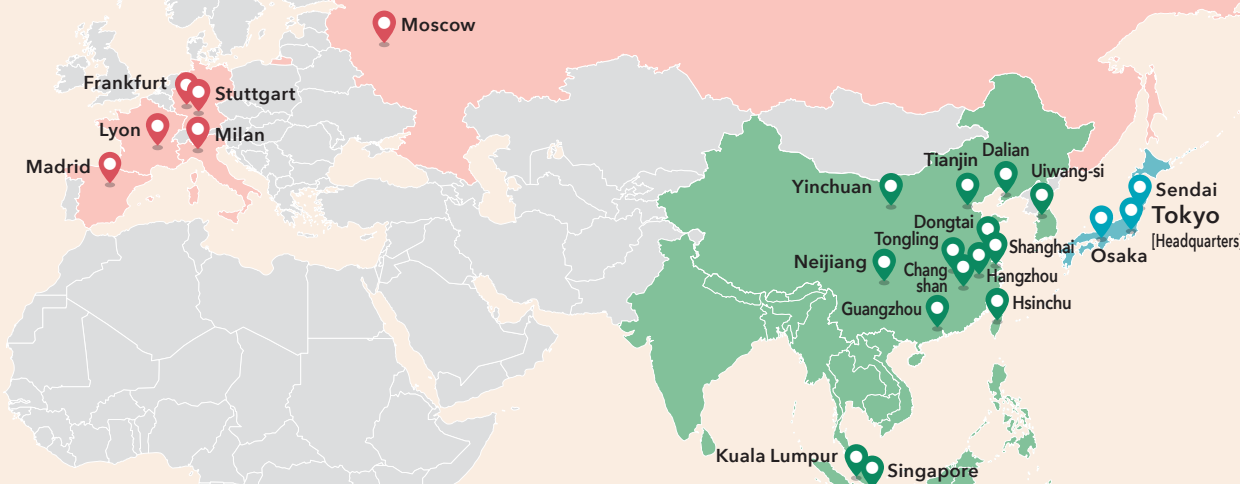 Moscow
Frankfurt
Stuttgart
Lyon
Milan
Madrid
Dalian
Tianjin
Uiwang-si
Yinchuan
Sendai
Tokyo
[Headquarters]
Dongtai
Tongling
Shanghai
Osaka
Neijiang
Chang
shan
Hangzhou
Guangzhou
Hsinchu
Kuala Lumpur
Singapore